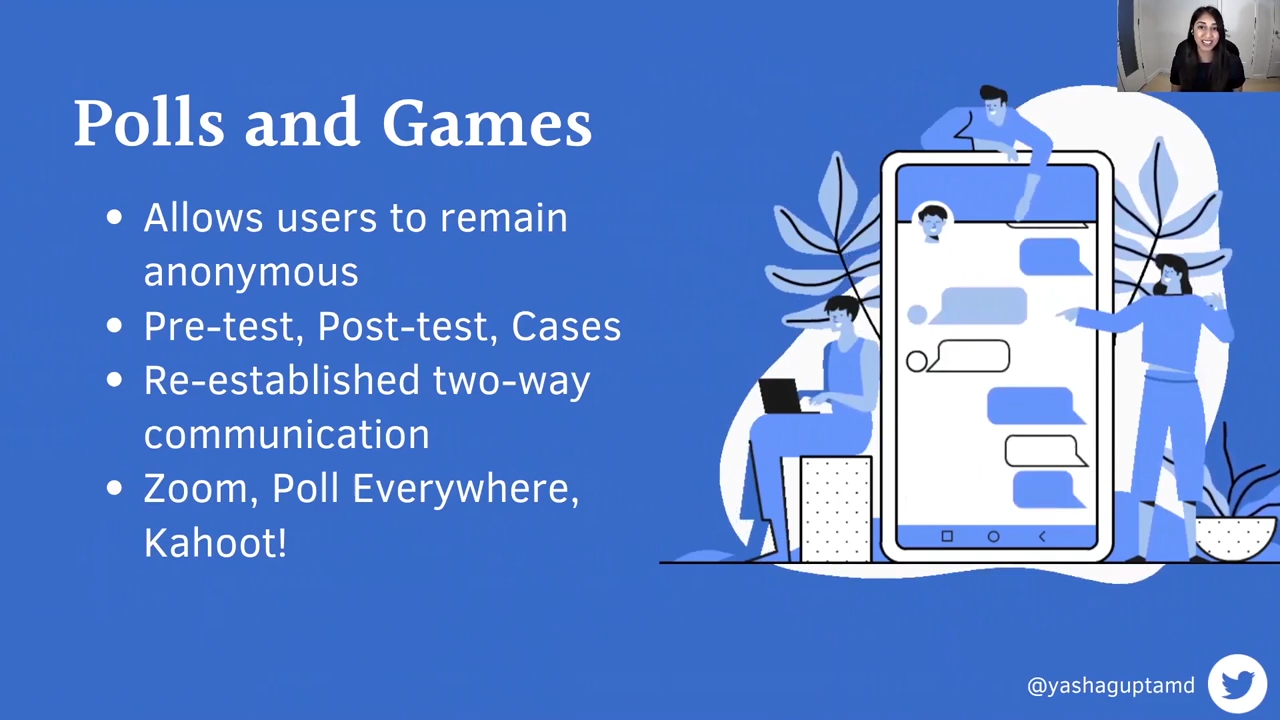 Polls and Games
• Allows users to remain
anonymous
• Pre-test, Post-test, Cases
• Re-established two-way
communication
• Zoom, Poll Everywhere,
Kahoot!
@yashaguptamd